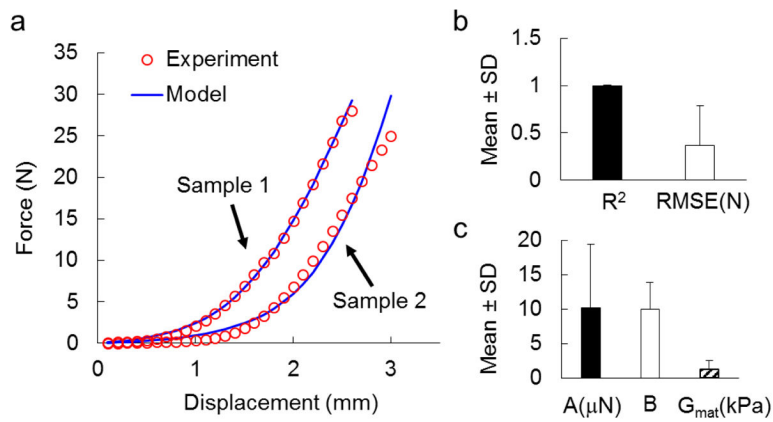 a
35
30
25
20
15
10
5
0
Force (N)
Experiment
Model
Sample 1
Sample 2
0
1
2
3
Displacement (mm)
b
1.5
1
0.5
0
Mean ± SD
R²
RMSE(N)
c
20
15
10
5
0
Mean ± SD
A(μN)
B
Gmat(kPa)